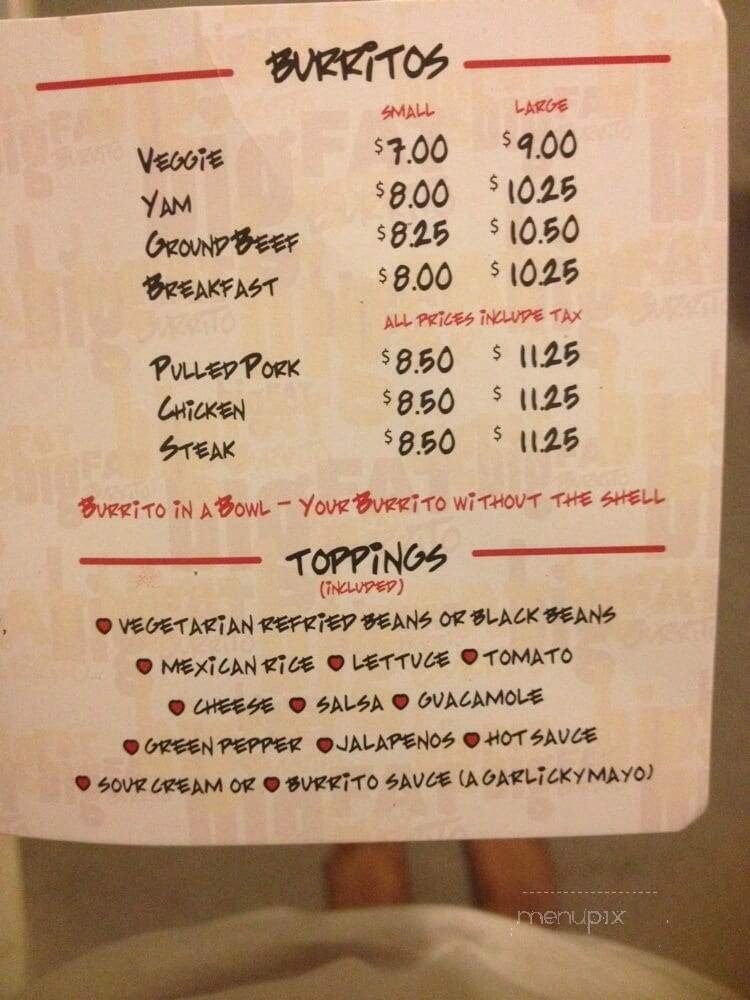 BURRITOS
SMALL LARGE
VEGGIE $7.00 $9.00
YAM $8.00 $10.25
GROUND BEEF $8.25 $10.50
BREAKFAST $8.00 $10.25
ALL PRICES INCLUDE TAX
PULLED PORK $8.50 $11.25
CHICKEN $8.50 $11.25
STEAK $8.50 $11.25
BURRITO IN A BOWL - YOUR BURRITO WITHOUT THE SHELL
TOPPINGS
(INCLUDED)
VEGETARIAN REFRIED BEANS OR BLACK BEANS
MEXICAN RICE LETTUCE TOMATO
CHEESE SALSA GUACAMOLE
GREEN PEPPER JALAPENOS HOT SAUCE
SOUR CREAM OR BURRITO SAUCE (A GARLICKY MAYO)
menupix